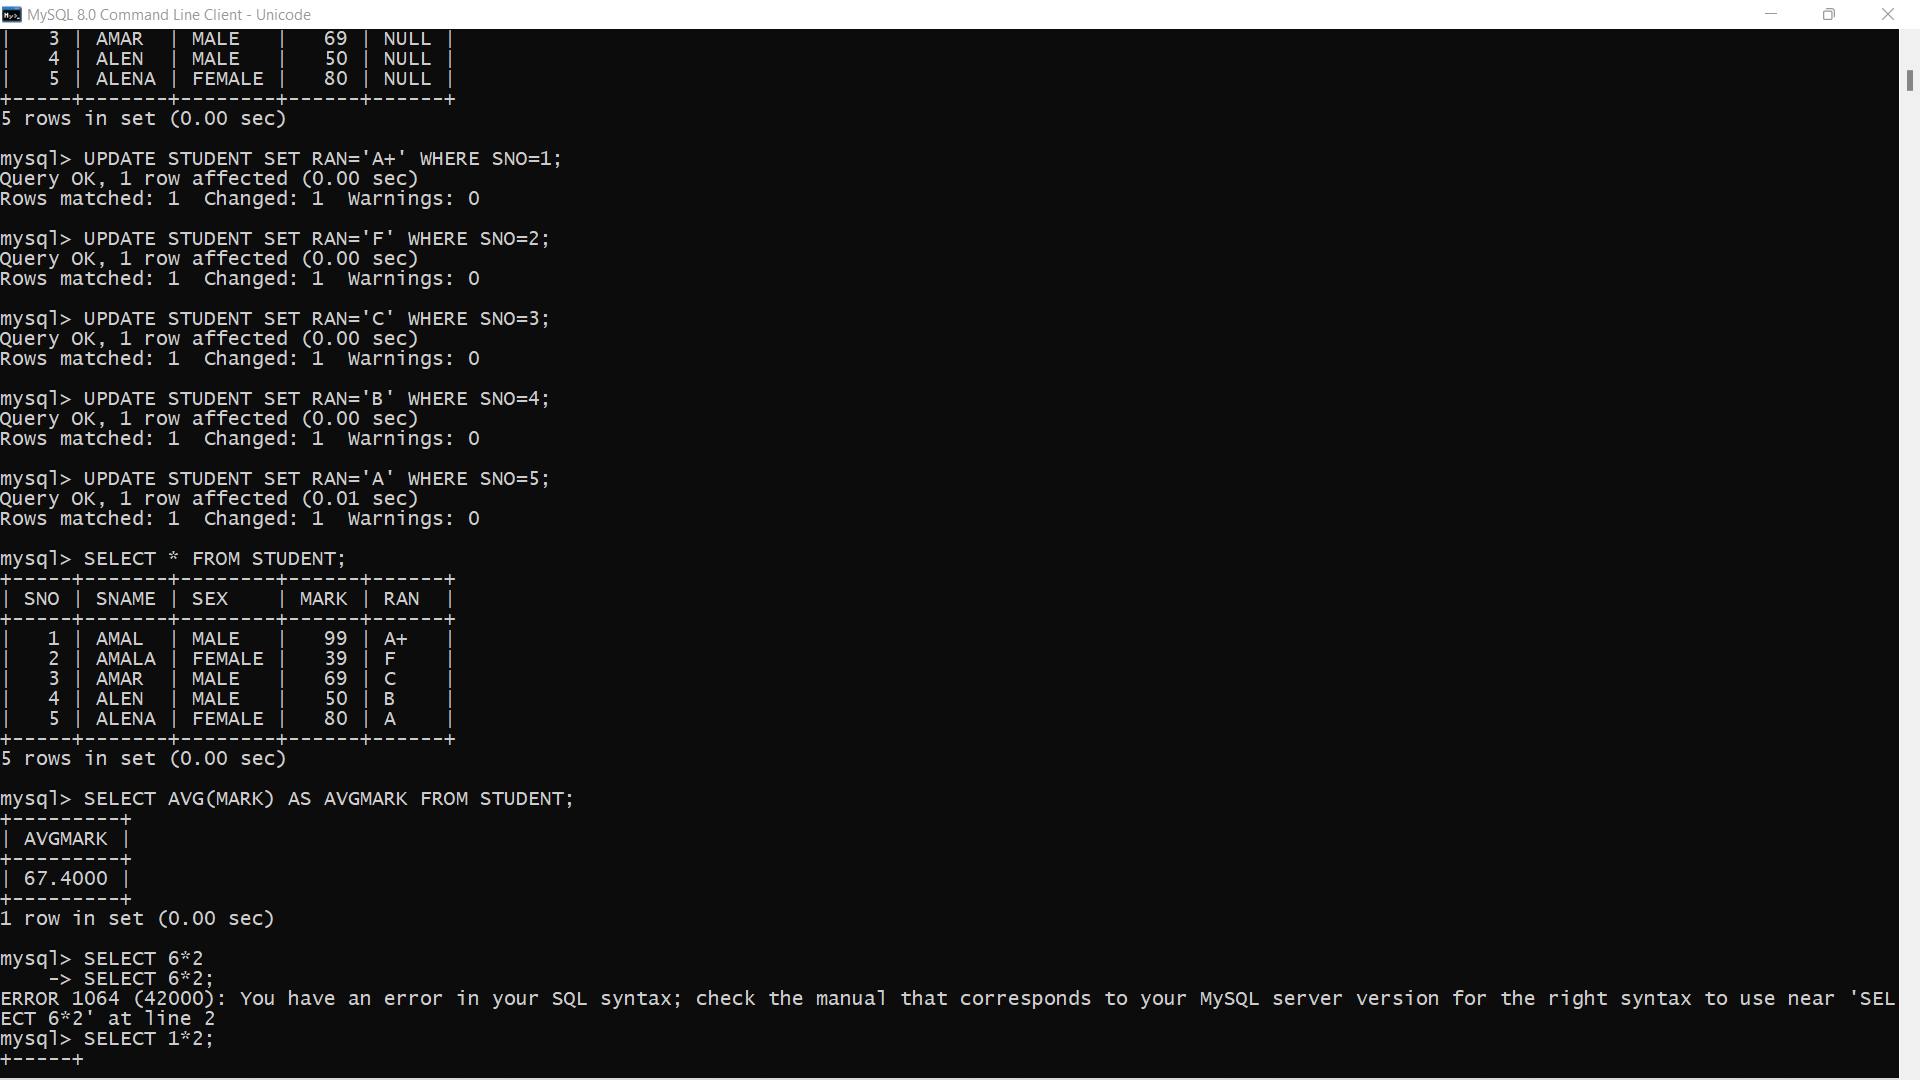 MySQL 8.0 Command Line Client - Unicode
|   3 | AMAR  | MALE   |   69 | NULL |
|   4 | ALEN  | MALE   |   50 | NULL |
|   5 | ALENA | FEMALE |   80 | NULL |
+-----+-------+--------+------+------+
5 rows in set (0.00 sec)
mysql> UPDATE STUDENT SET RAN='A+' WHERE SNO=1;
Query OK, 1 row affected (0.00 sec)
Rows matched: 1  Changed: 1  Warnings: 0
mysql> UPDATE STUDENT SET RAN='F' WHERE SNO=2;
Query OK, 1 row affected (0.00 sec)
Rows matched: 1  Changed: 1  Warnings: 0
mysql> UPDATE STUDENT SET RAN='C' WHERE SNO=3;
Query OK, 1 row affected (0.00 sec)
Rows matched: 1  Changed: 1  Warnings: 0
mysql> UPDATE STUDENT SET RAN='B' WHERE SNO=4;
Query OK, 1 row affected (0.00 sec)
Rows matched: 1  Changed: 1  Warnings: 0
mysql> UPDATE STUDENT SET RAN='A' WHERE SNO=5;
Query OK, 1 row affected (0.01 sec)
Rows matched: 1  Changed: 1  Warnings: 0
mysql> SELECT * FROM STUDENT;
+-----+-------+--------+------+------+
| SNO | SNAME | SEX    | MARK | RAN  |
+-----+-------+--------+------+------+
|   1 | AMAL  | MALE   |   99 | A+   |
|   2 | AMALA | FEMALE |   39 | F    |
|   3 | AMAR  | MALE   |   69 | C    |
|   4 | ALEN  | MALE   |   50 | B    |
|   5 | ALENA | FEMALE |   80 | A    |
+-----+-------+--------+------+------+
5 rows in set (0.00 sec)
mysql> SELECT AVG(MARK) AS AVGMARK FROM STUDENT;
+---------+
| AVGMARK |
+---------+
| 67.4000 |
+---------+
1 row in set (0.00 sec)
mysql> SELECT 6*2
    -> SELECT 6*2;
ERROR 1064 (42000): You have an error in your SQL syntax; check the manual that corresponds to your MySQL server version for the right syntax to use near 'SEL
ECT 6*2' at line 2
mysql> SELECT 1*2;
+-----+